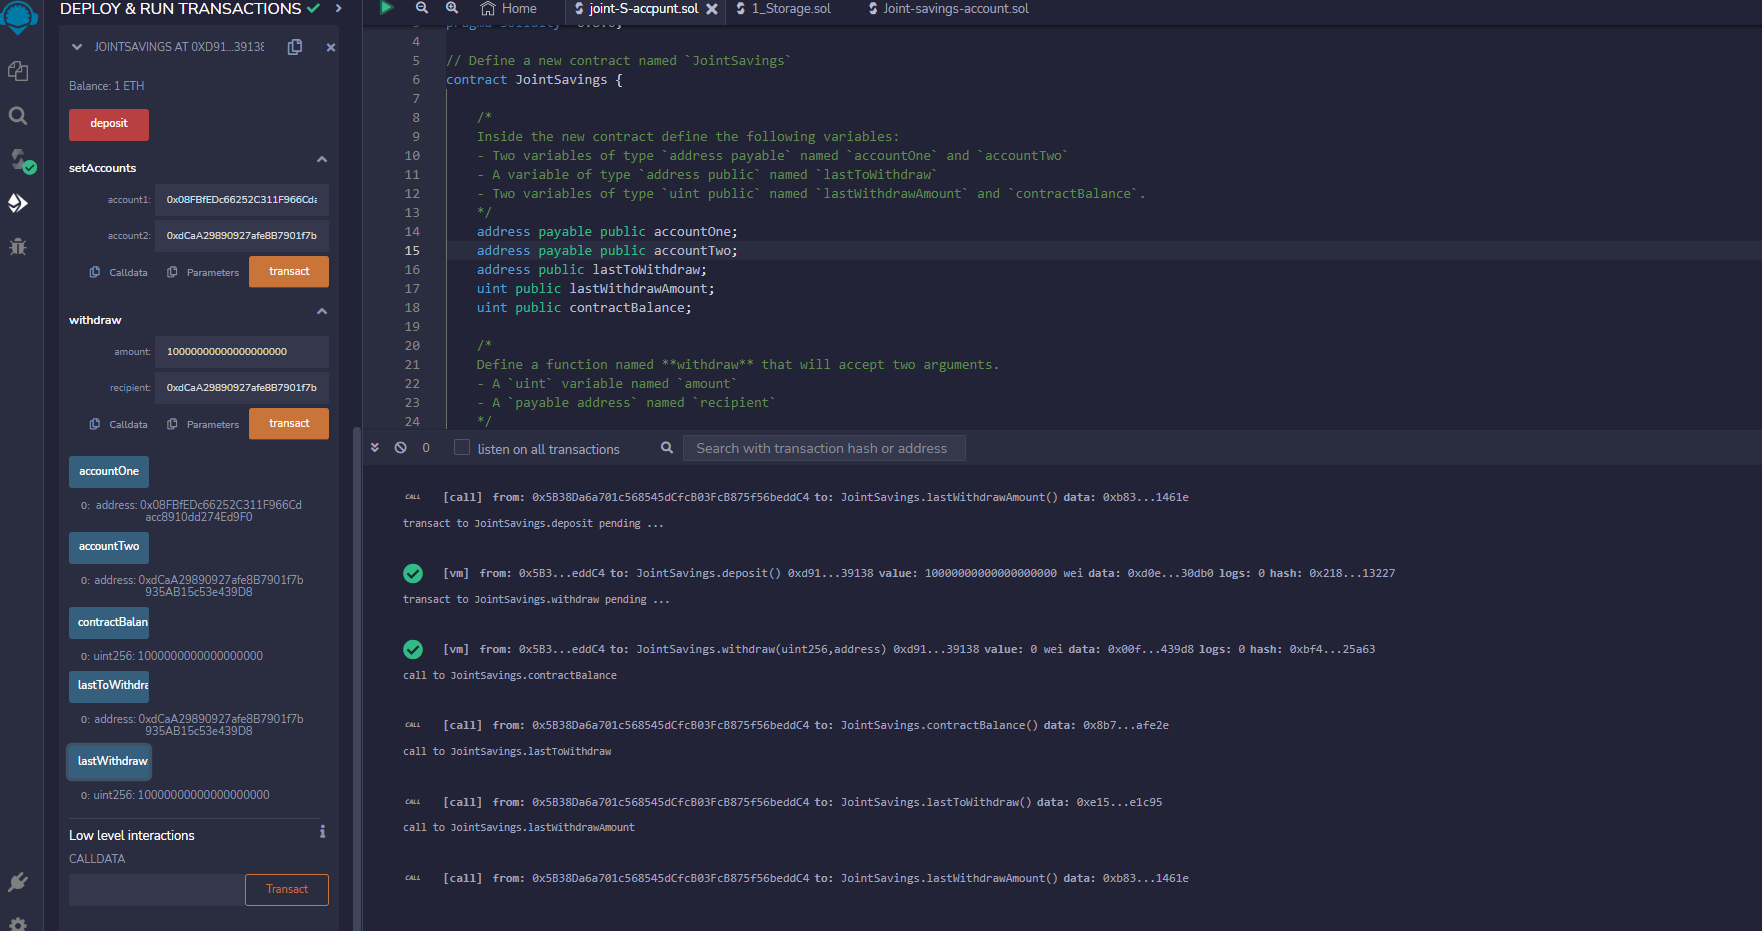 DEPLOY & RUN TRANSACTIONS
JOINTSAVINGS AT 0XD91...39138
Balance: 1 ETH
deposit
setAccounts
account1: 0x08FBfEDc66252C311F966Cda
account2: 0xdCaA29890927afe8B7901f7b
Calldata Parameters transact
withdraw
amount: 10000000000000000000
recipient: 0xdCaA29890927afe8B7901f7b
Calldata Parameters transact
accountOne
0: address: 0x08FBfEDc66252C311F966Cd
acc8910dd274Ed9F0
accountTwo
0: address: 0xdCaA29890927afe8B7901f7b
935AB15c53e439D8
contractBalan
0: uint256: 1000000000000000000
lastToWithdra
0: address: 0xdCaA29890927afe8B7901f7b
935AB15c53e439D8
lastWithdraw
0: uint256: 10000000000000000000
Low level interactions
i
CALLDATA
Transact
Home joint-S-accpunt.sol 1_Storage.sol Joint-savings-account.sol
4
5 // Define a new contract named `JointSavings`
6 contract JointSavings {
7
8 /*
9 Inside the new contract define the following variables:
10 - Two variables of type `address payable` named `accountOne` and `accountTwo`
11 - A variable of type `address public` named `lastToWithdraw`
12 - Two variables of type `uint public` named `lastWithdrawAmount` and `contractBalance`.
13 */
14 address payable public accountOne;
15 address payable public accountTwo;
16 address public lastToWithdraw;
17 uint public lastWithdrawAmount;
18 uint public contractBalance;
19
20 /*
21 Define a function named **withdraw** that will accept two arguments.
22 - A `uint` variable named `amount`
23 - A `payable address` named `recipient`
24 */
0 listen on all transactions Search with transaction hash or address
CALL [call] from: 0x5B38Da6a701c568545dCfcB03FcB875f56beddC4 to: JointSavings.lastWithdrawAmount() data: 0xb83...1461e
transact to JointSavings.deposit pending ...
[vm] from: 0x5B3...eddC4 to: JointSavings.deposit() 0xd91...39138 value: 10000000000000000000 wei data: 0xd0e...30db0 logs: 0 hash: 0x218...13227
transact to JointSavings.withdraw pending ...
[vm] from: 0x5B3...eddC4 to: JointSavings.withdraw(uint256,address) 0xd91...39138 value: 0 wei data: 0x00f...439d8 logs: 0 hash: 0xbf4...25a63
call to JointSavings.contractBalance
CALL [call] from: 0x5B38Da6a701c568545dCfcB03FcB875f56beddC4 to: JointSavings.contractBalance() data: 0x8b7...afe2e
call to JointSavings.lastToWithdraw
CALL [call] from: 0x5B38Da6a701c568545dCfcB03FcB875f56beddC4 to: JointSavings.lastToWithdraw() data: 0xe15...e1c95
call to JointSavings.lastWithdrawAmount
CALL [call] from: 0x5B38Da6a701c568545dCfcB03FcB875f56beddC4 to: JointSavings.lastWithdrawAmount() data: 0xb83...1461e